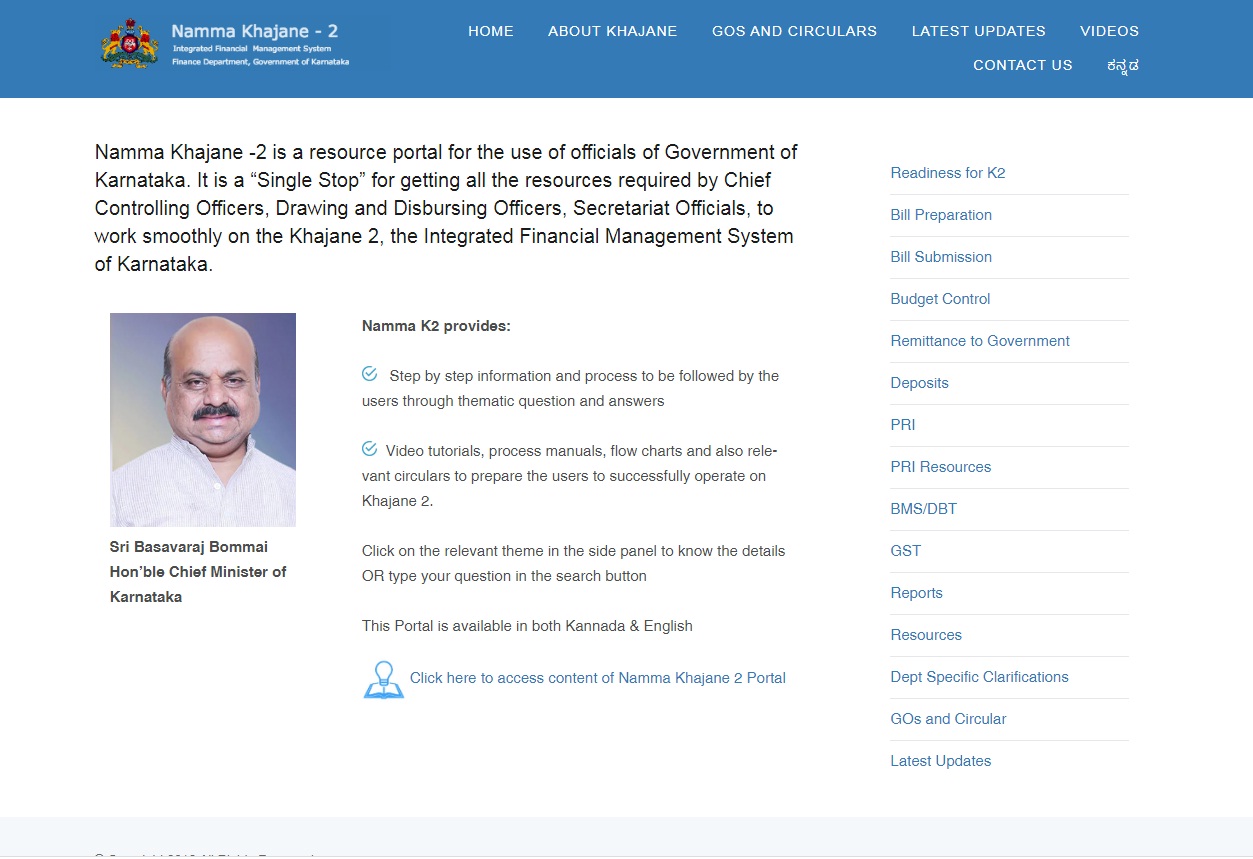 Namma Khajane - 2
Integrated Financial Management System
Finance Department, Government of Karnataka
HOME
ABOUT KHAJANE
GOS AND CIRCULARS
LATEST UPDATES
VIDEOS
CONTACT US
ಕನ್ನಡ
Namma Khajane -2 is a resource portal for the use of officials of Government of
Karnataka. It is a “Single Stop” for getting all the resources required by Chief
Controlling Officers, Drawing and Disbursing Officers, Secretariat Officials, to
work smoothly on the Khajane 2, the Integrated Financial Management System
of Karnataka.
Sri Basavaraj Bommai
Hon’ble Chief Minister of
Karnataka
Namma K2 provides:
Step by step information and process to be followed by the
users through thematic question and answers
Video tutorials, process manuals, flow charts and also rele-
vant circulars to prepare the users to successfully operate on
Khajane 2.
Click on the relevant theme in the side panel to know the details
OR type your question in the search button
This Portal is available in both Kannada & English
Click here to access content of Namma Khajane 2 Portal
Readiness for K2
Bill Preparation
Bill Submission
Budget Control
Remittance to Government
Deposits
PRI
PRI Resources
BMS/DBT
GST
Reports
Resources
Dept Specific Clarifications
GOs and Circular
Latest Updates